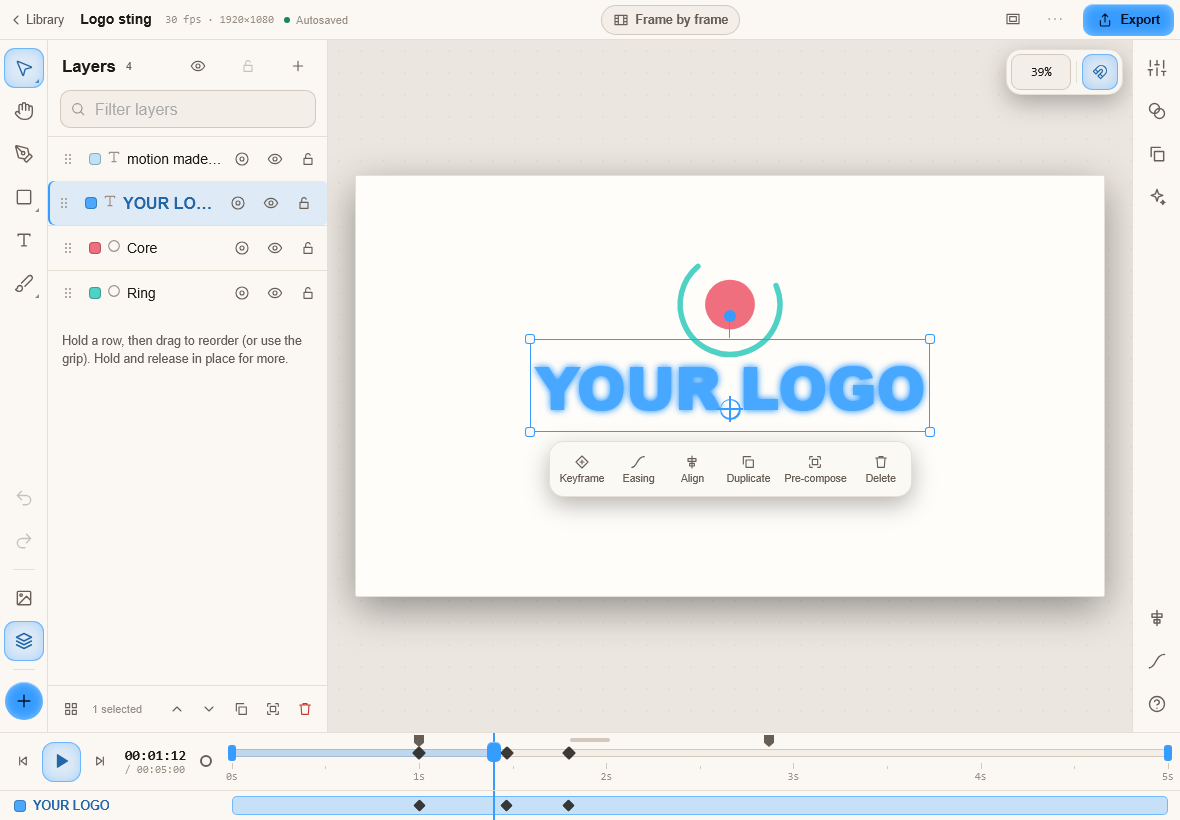 Library
Logo sting
30 fps · 1920×1080
Autosaved
Frame by frame
Export
Layers 4
Filter layers
39%
motion made…
YOUR LO…
Core
Ring
Hold a row, then drag to reorder (or use the
grip). Hold and release in place for more.
YOUR LOGO
Keyframe
Easing
Align
Duplicate
Pre-compose
Delete
1 selected
00:01:12
/ 00:05:00
0s
1s
2s
3s
4s
5s
YOUR LOGO